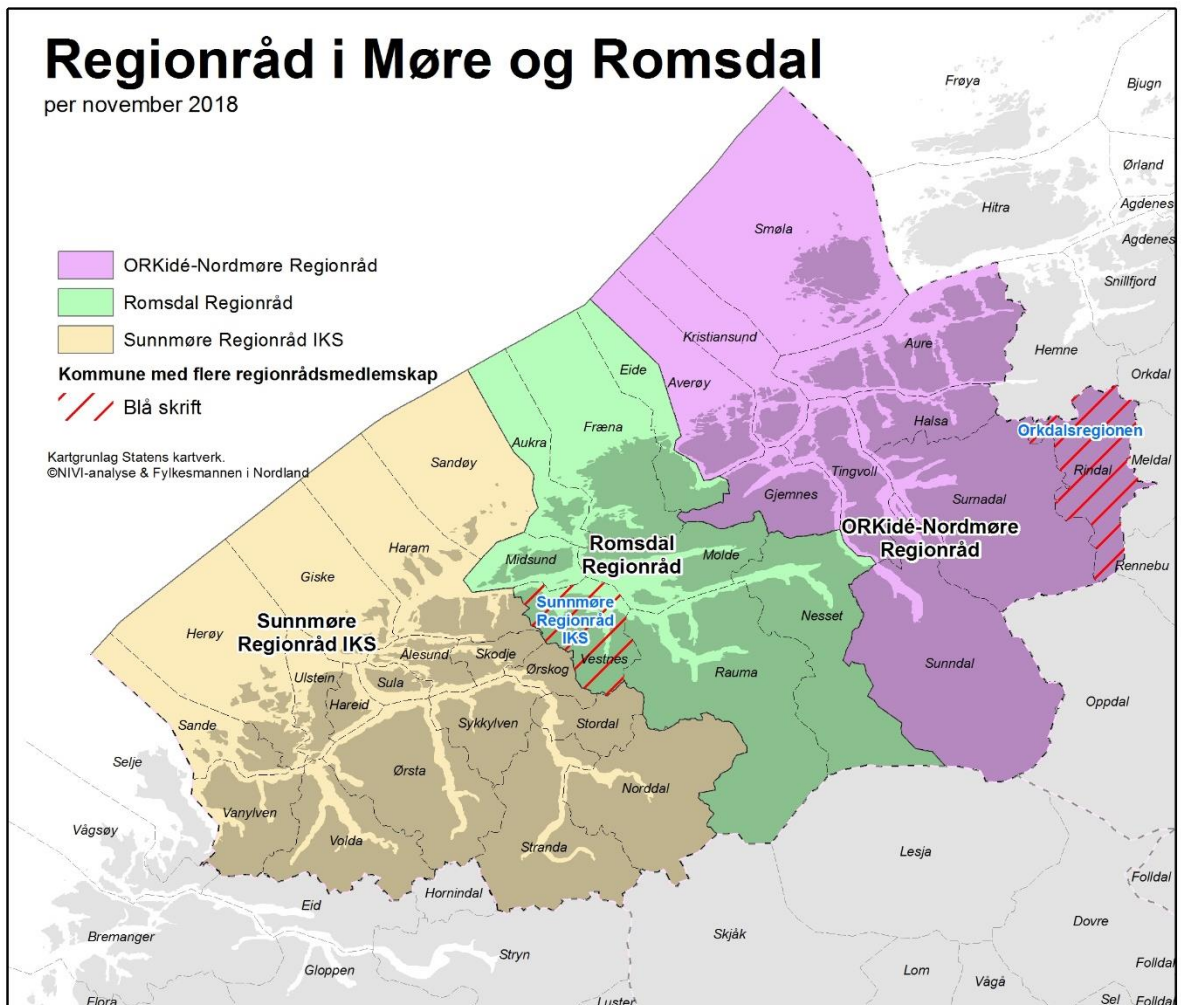 Regionråd i Møre og Romsdal
per november 2018
ORKidé-Nordmøre Regionråd
Romsdal Regionråd
Sunnmøre Regionråd IKS
Kommune med flere regionrådsmedlemskap
Blå skrift
Kartgrunlag Statens kartverk.
©NIVI-analyse & Fylkesmannen i Nordland
Frøya
Bjugn
Ørland
Hitra
Agdenes
Agdenes
Snillfjord
Smøla
Kristiansund
Aure
Hemne
Averøy
Eide
Orkdal
Halsa
Fræna
Orkdalsregionen
Aukra
Sandøy
Tingvoll
Rindal
Meldal
Gjemnes
Surnadal
ORKidé-Nordmøre
Regionråd
Haram
Romsdal
Regionråd
Molde
Midsund
Rennebu
Giske
Sunnmøre
Regionråd
IKS
Nesset
Herøy
Sunnmøre
Regionråd IKS
Ålesund
Skodje
Vestnes
Sunndal
Ørskog
Rauma
Ulstein
Sula
Hareid
Oppdal
Sande
Sykkylven
Stordal
Selje
Ørsta
Norddal
Vanylven
Vågsøy
Volda
Stranda
Lesja
Folldal
Hornindal
Eid
Dovre
Bremanger
Skjåk
Stryn
Gloppen
Lom
Vågå
Folldal
Flora
Luster
Sel
Folldal